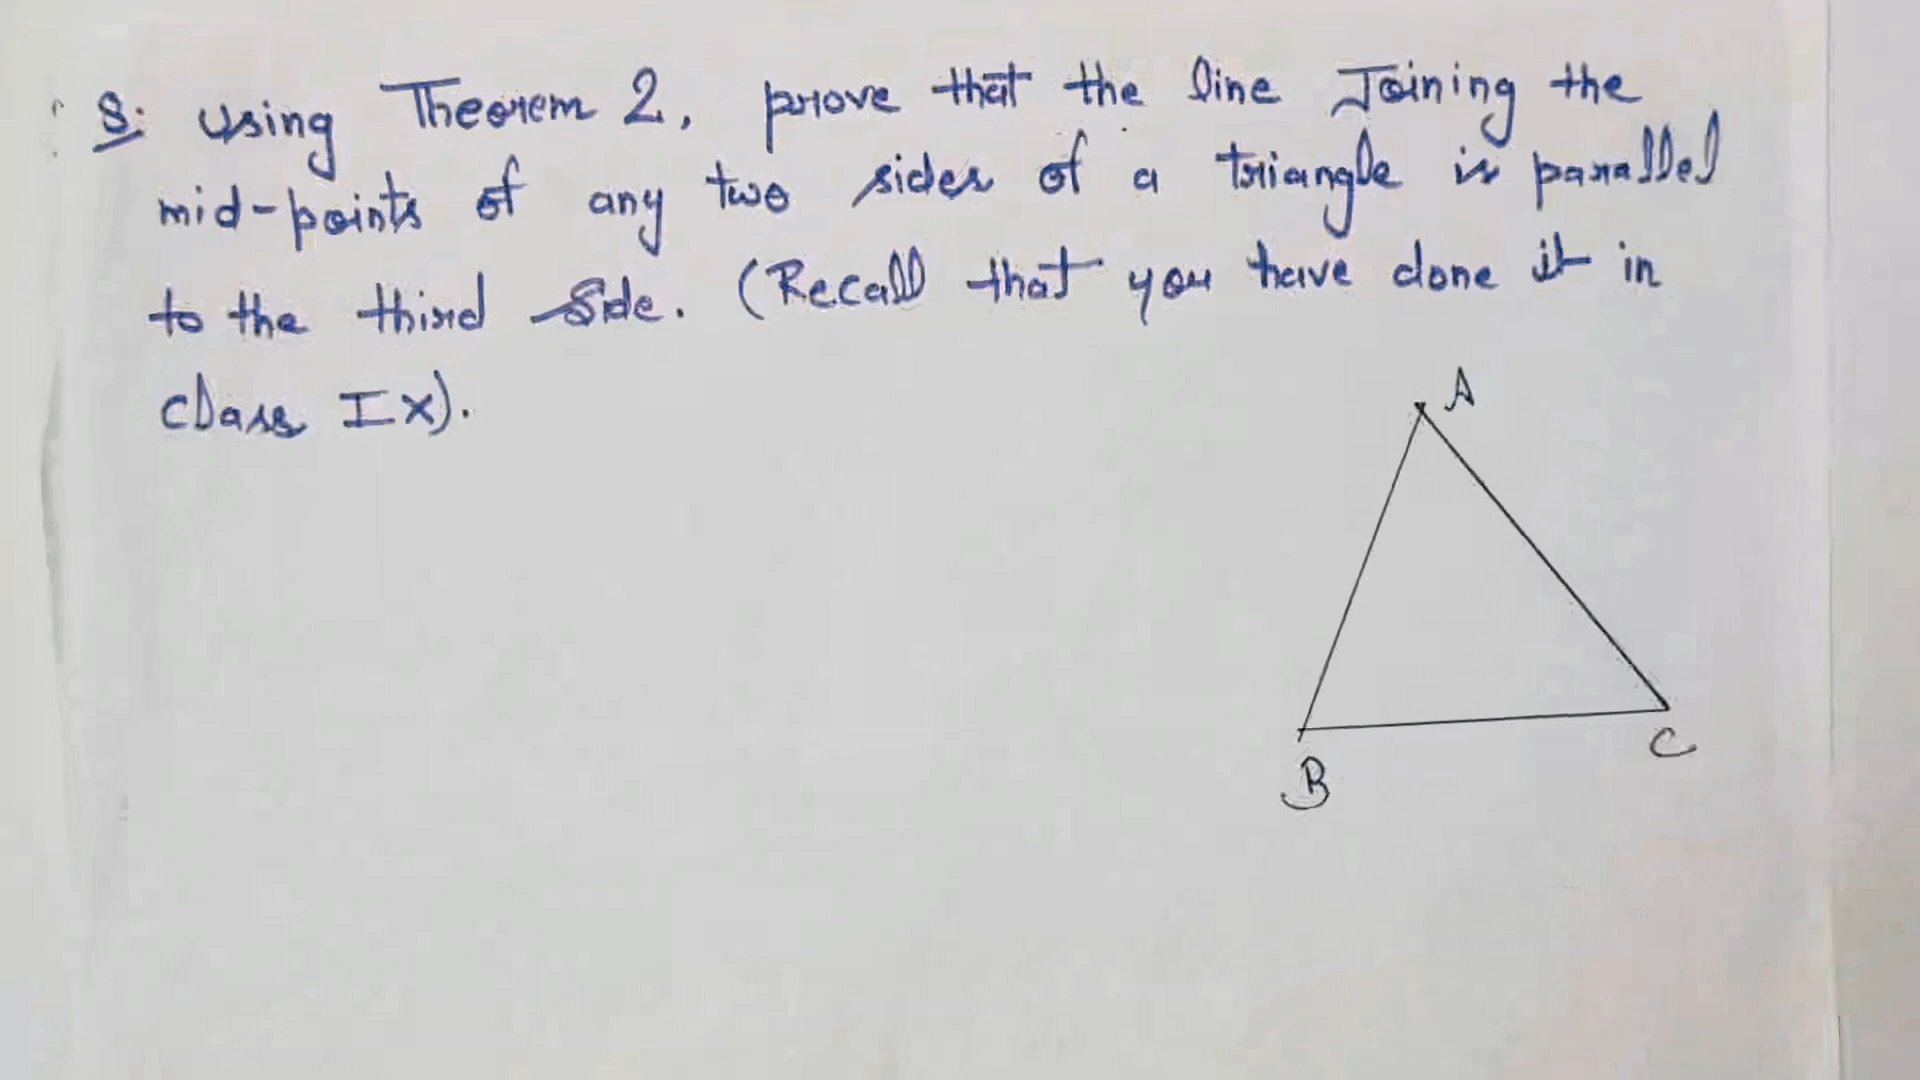 Q. Using Theorem 2, prove that the line Joining the
mid-points of any two sides of a triangle is parallel
to the third Side. (Recall that you have done it in
class IX).
A
B
C